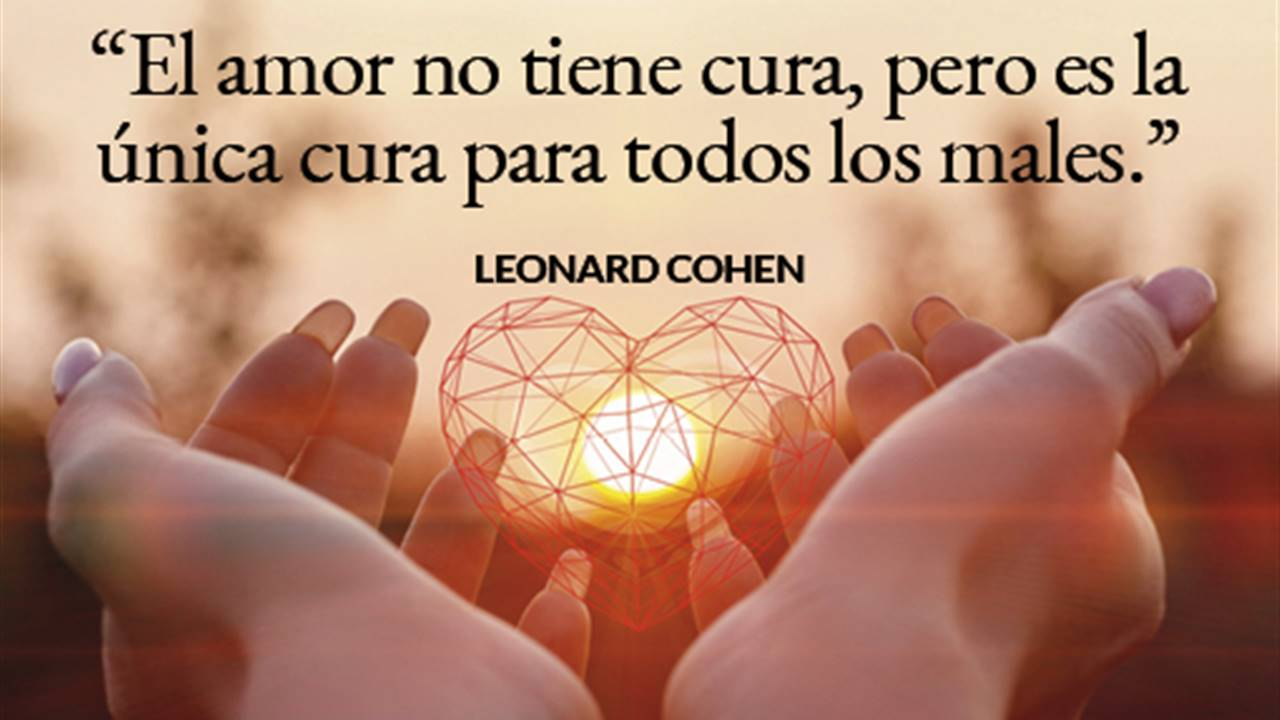 “El amor no tiene cura, pero es la
única cura para todos los males.”
LEONARD COHEN